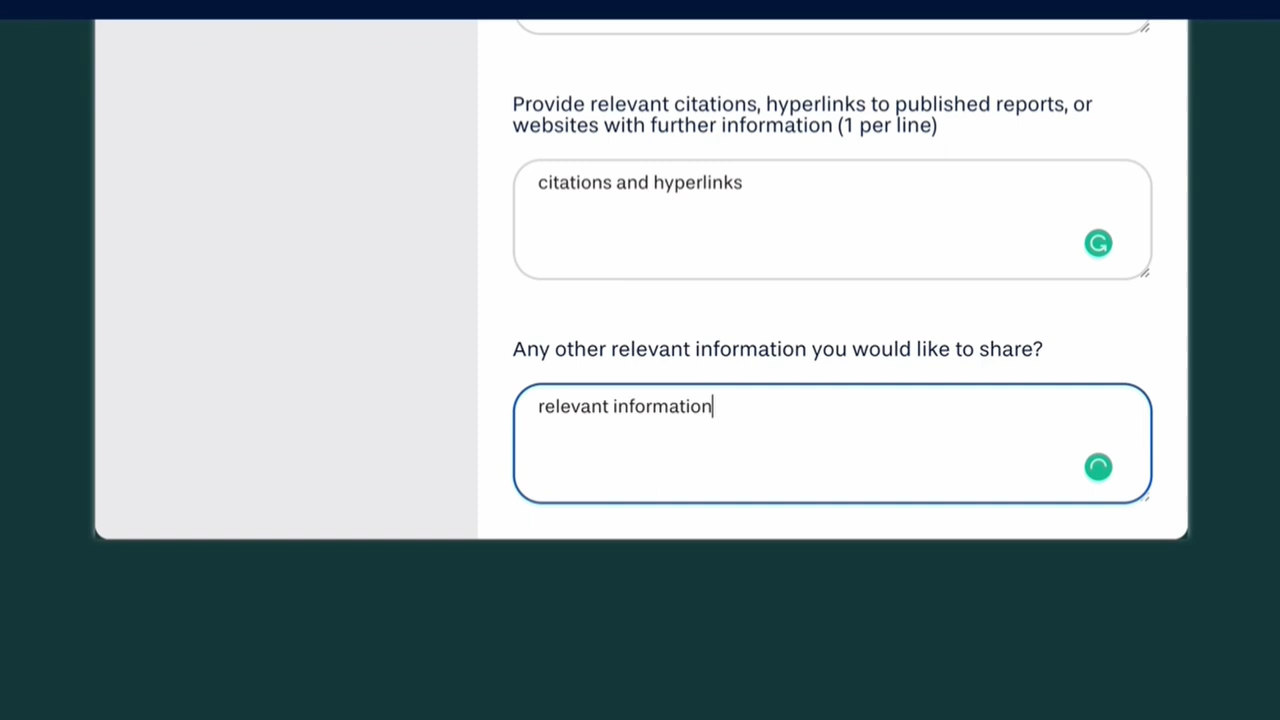 Provide relevant citations, hyperlinks to published reports, or
websites with further information (1 per line)
citations and hyperlinks
Any other relevant information you would like to share?
relevant information